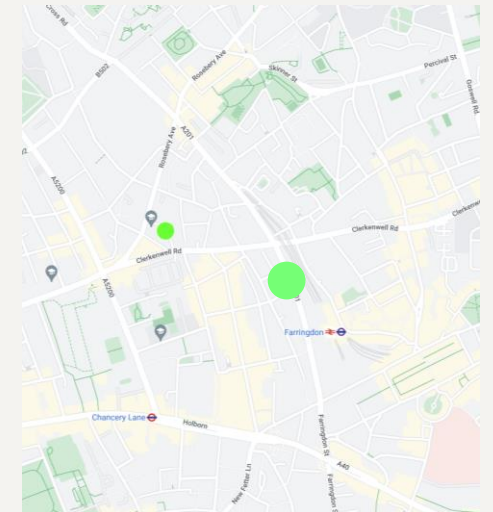 Cross Rd
B502
Rosebery Ave
Skinner St
Percival St
Goswell Rd
A201
Rosebery Ave
A5200
Clerkenwell Rd
Clerkenwell
Clerkenwell Rd
A5200
Farringdon
Chancery Lane
Holborn
Farringdon St
A40
New Fetter Ln
Farringdon S